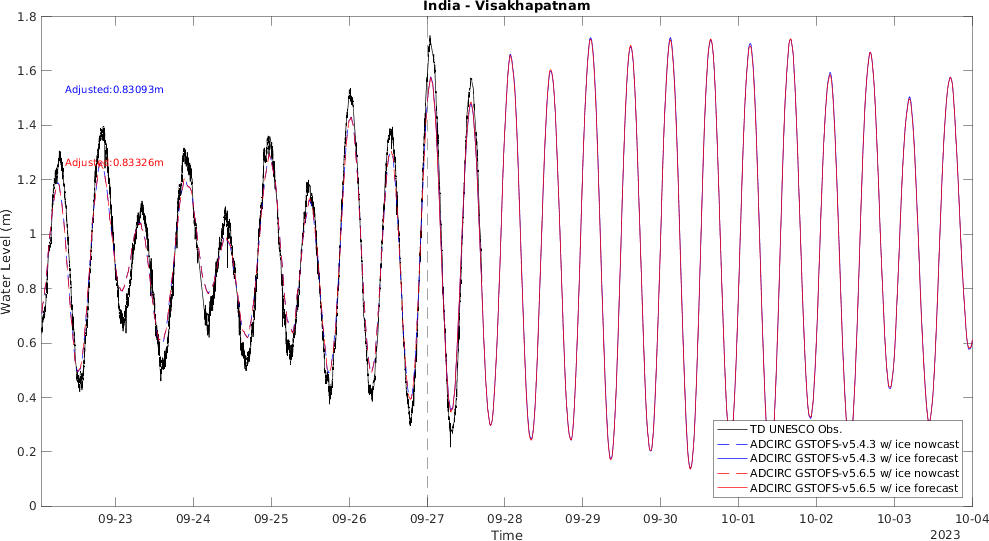 India - Visakhapatnam
1.8
1.6
1.4
1.2
1
0.8
0.6
0.4
0.2
0
Water Level (m)
Adjusted:0.83093m
Adjusted:0.83326m
TD UNESCO Obs.
ADCIRC GSTOFS-v5.4.3 w/ ice nowcast
ADCIRC GSTOFS-v5.4.3 w/ ice forecast
ADCIRC GSTOFS-v5.6.5 w/ ice nowcast
ADCIRC GSTOFS-v5.6.5 w/ ice forecast
09-23 09-24 09-25 09-26 09-27 09-28 09-29 09-30 10-01 10-02 10-03 10-04
Time
2023